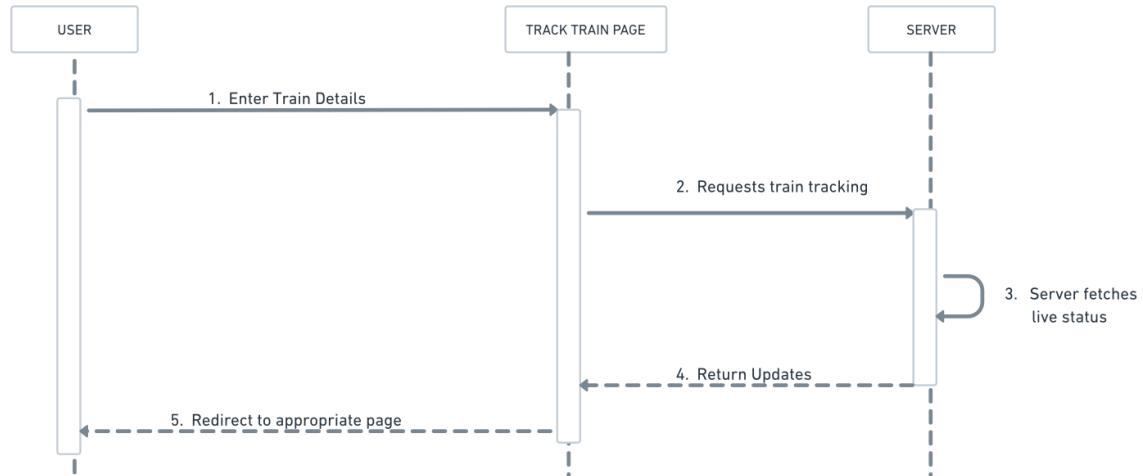 USER
TRACK TRAIN PAGE
SERVER
1. Enter Train Details
2. Requests train tracking
3. Server fetches
live status
4. Return Updates
5. Redirect to appropriate page